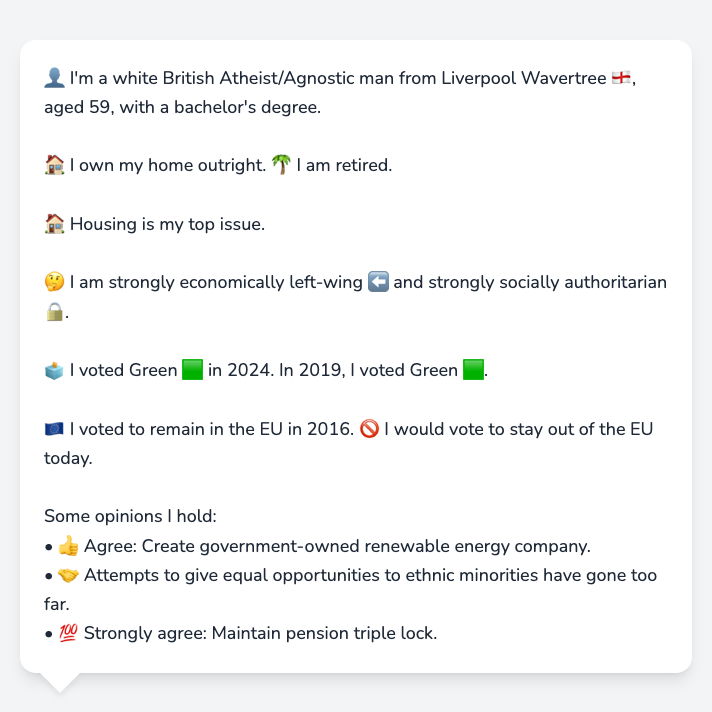 👤 I'm a white British Atheist/Agnostic man from Liverpool Wavertree 🏴󠁧󠁢󠁥󠁮󠁧󠁿,
aged 59, with a bachelor's degree.
🏠 I own my home outright. 🌴 I am retired.
🏠 Housing is my top issue.
🤔 I am strongly economically left-wing ⬅️ and strongly socially authoritarian
🔒.
🗳️ I voted Green 🟩 in 2024. In 2019, I voted Green 🟩.
🇪🇺 I voted to remain in the EU in 2016. 🚫 I would vote to stay out of the EU
today.
Some opinions I hold:
• 👍 Agree: Create government-owned renewable energy company.
• 🤝 Attempts to give equal opportunities to ethnic minorities have gone too
far.
• 💯 Strongly agree: Maintain pension triple lock.